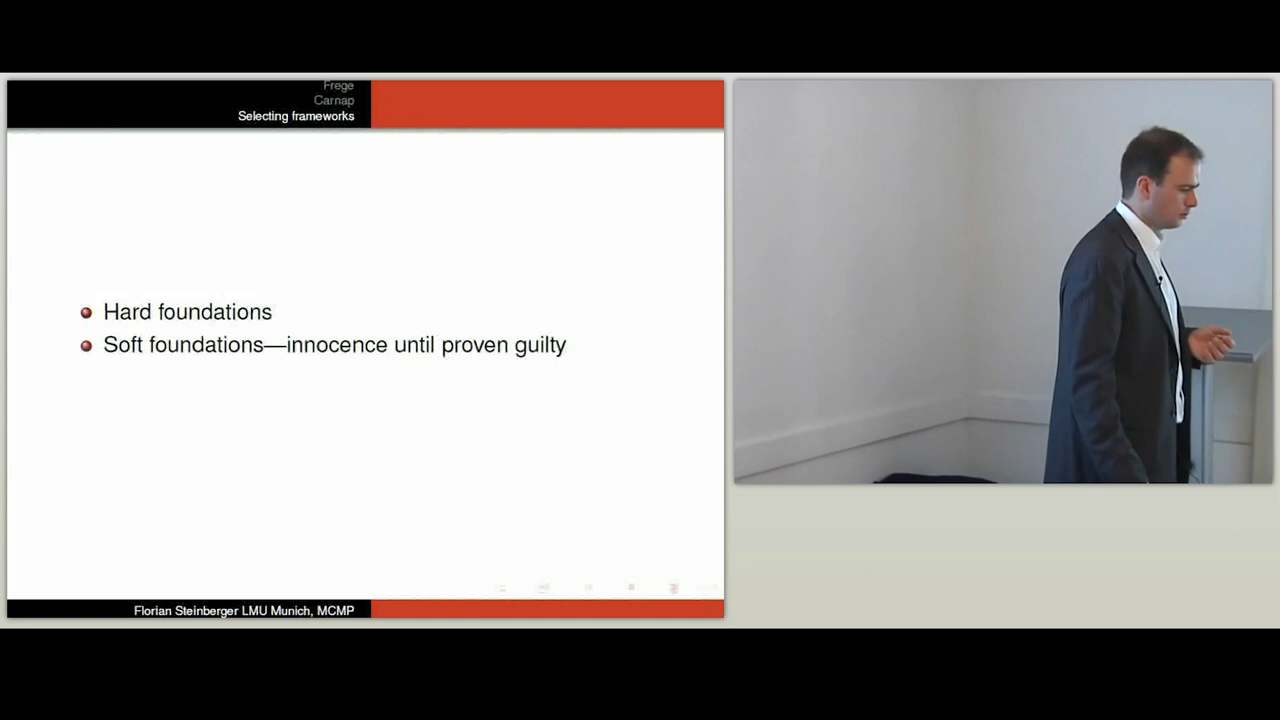 Frege
Carnap
Selecting frameworks
Hard foundations
Soft foundations—innocence until proven guilty
Florian Steinberger LMU Munich, MCMP